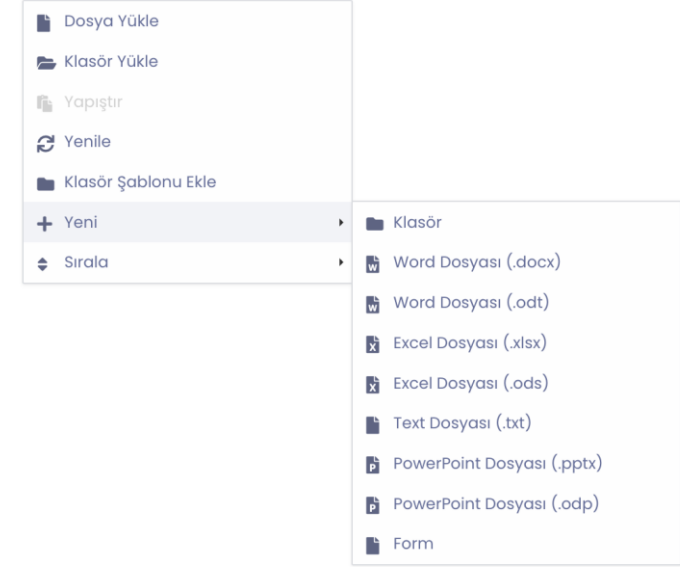 Dosya Yükle
Klasör Yükle
Yapıştır
Yenile
Klasör Şablonu Ekle
Yeni
Sırala
Klasör
Word Dosyası (.docx)
Word Dosyası (.odt)
Excel Dosyası (.xlsx)
Excel Dosyası (.ods)
Text Dosyası (.txt)
PowerPoint Dosyası (.pptx)
PowerPoint Dosyası (.odp)
Form